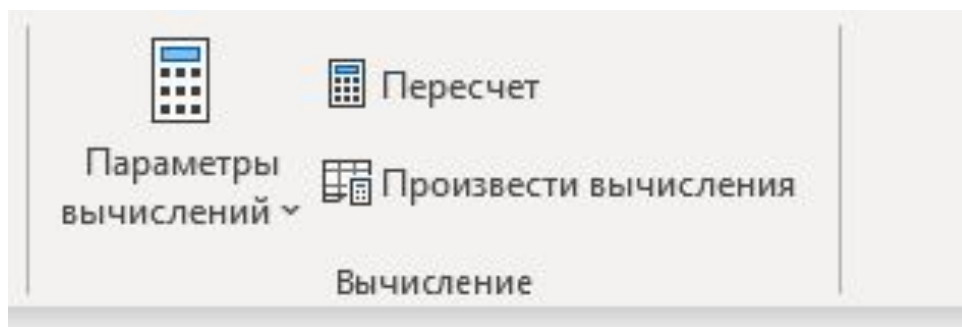 Параметры
вычислений
Пересчет
Произвести вычисления
Вычисление